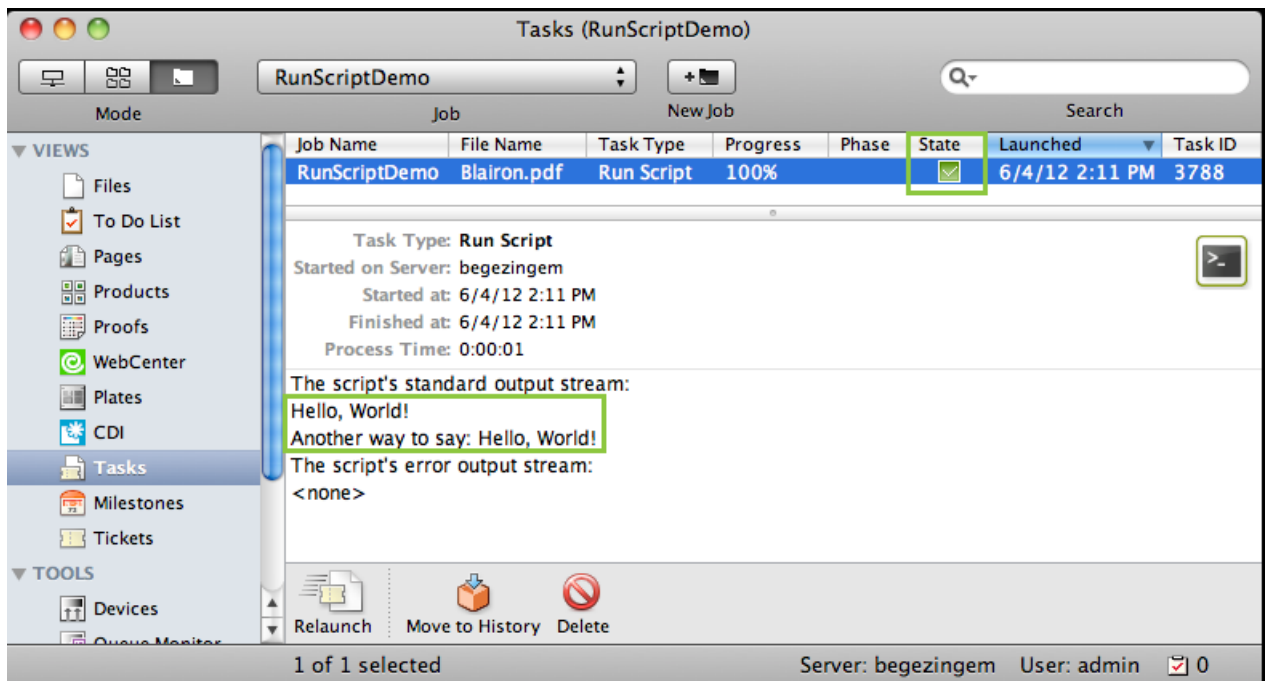 Tasks (RunScriptDemo)
RunScriptDemo
Mode Job New Job Search
VIEWS
Files
To Do List
Pages
Products
Proofs
WebCenter
Plates
CDI
Tasks
Milestones
Tickets
TOOLS
Devices
Queue Monitor
Job Name File Name Task Type Progress Phase State Launched Task ID
RunScriptDemo Blairon.pdf Run Script 100% 6/4/12 2:11 PM 3788
Task Type: Run Script
Started on Server: begezingem
Started at: 6/4/12 2:11 PM
Finished at: 6/4/12 2:11 PM
Process Time: 0:00:01
The script's standard output stream:
Hello, World!
Another way to say: Hello, World!
The script's error output stream:
<none>
Relaunch Move to History Delete
1 of 1 selected Server: begezingem User: admin 0